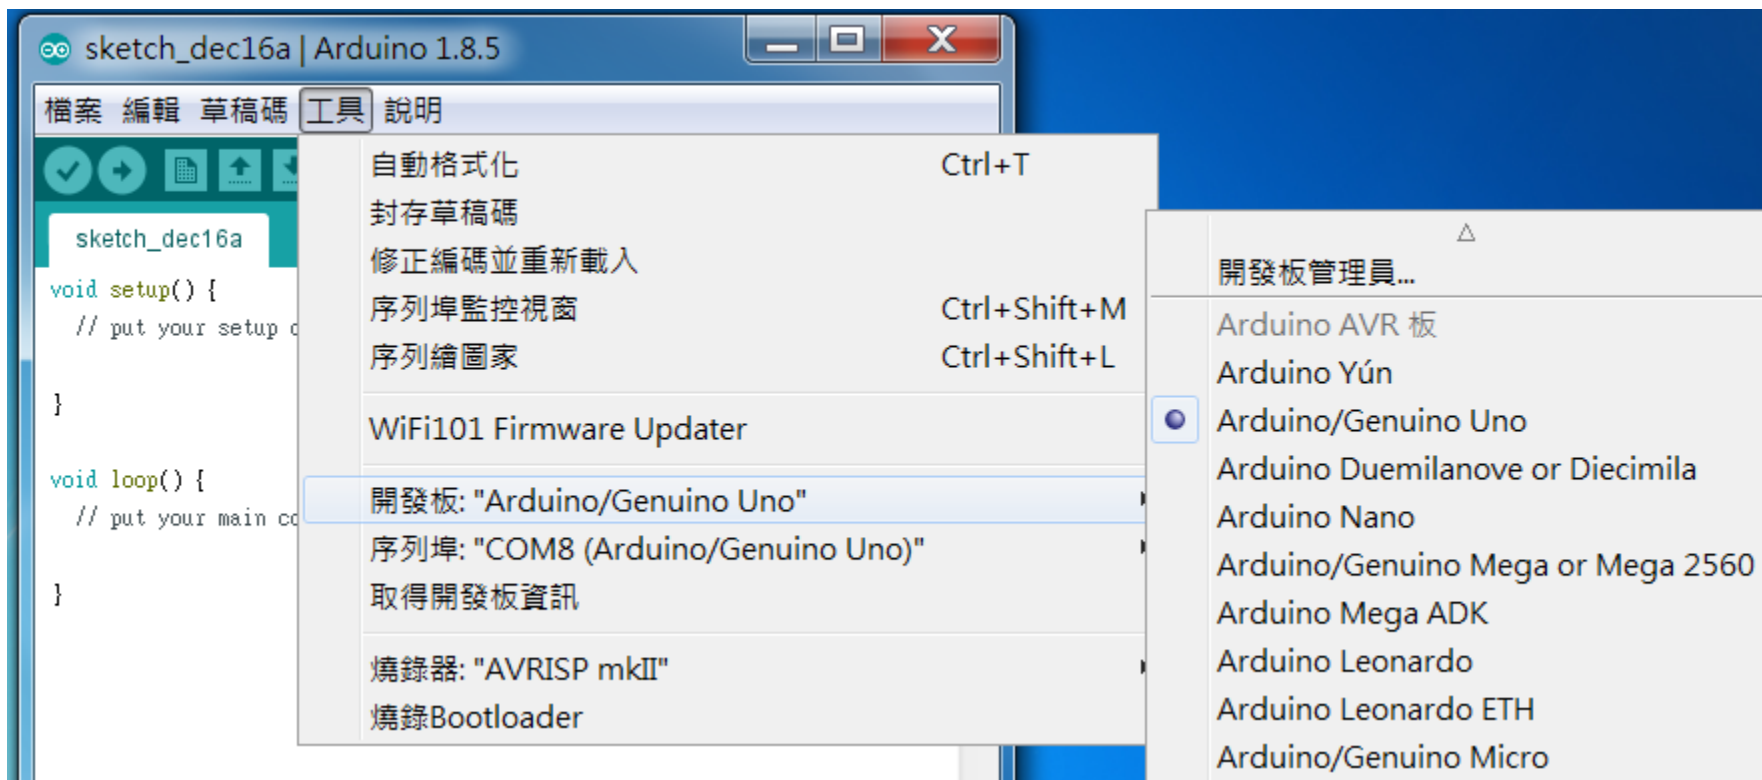 sketch_dec16a | Arduino 1.8.5
檔案 編輯 草稿碼 工具 說明
sketch_dec16a
void setup() {
// put your setup
}
void loop() {
// put your main
}
自動格式化 Ctrl+T
封存草稿碼
修正編碼並重新載入
序列埠監控視窗 Ctrl+Shift+M
序列繪圖家 Ctrl+Shift+L
WiFi101 Firmware Updater
開發板: "Arduino/Genuino Uno"
序列埠: "COM8 (Arduino/Genuino Uno)"
取得開發板資訊
燒錄器: "AVRISP mkII"
燒錄Bootloader
開發板管理員...
Arduino AVR 板
Arduino Yún
Arduino/Genuino Uno
Arduino Duemilanove or Diecimila
Arduino Nano
Arduino/Genuino Mega or Mega 2560
Arduino Mega ADK
Arduino Leonardo
Arduino Leonardo ETH
Arduino/Genuino Micro